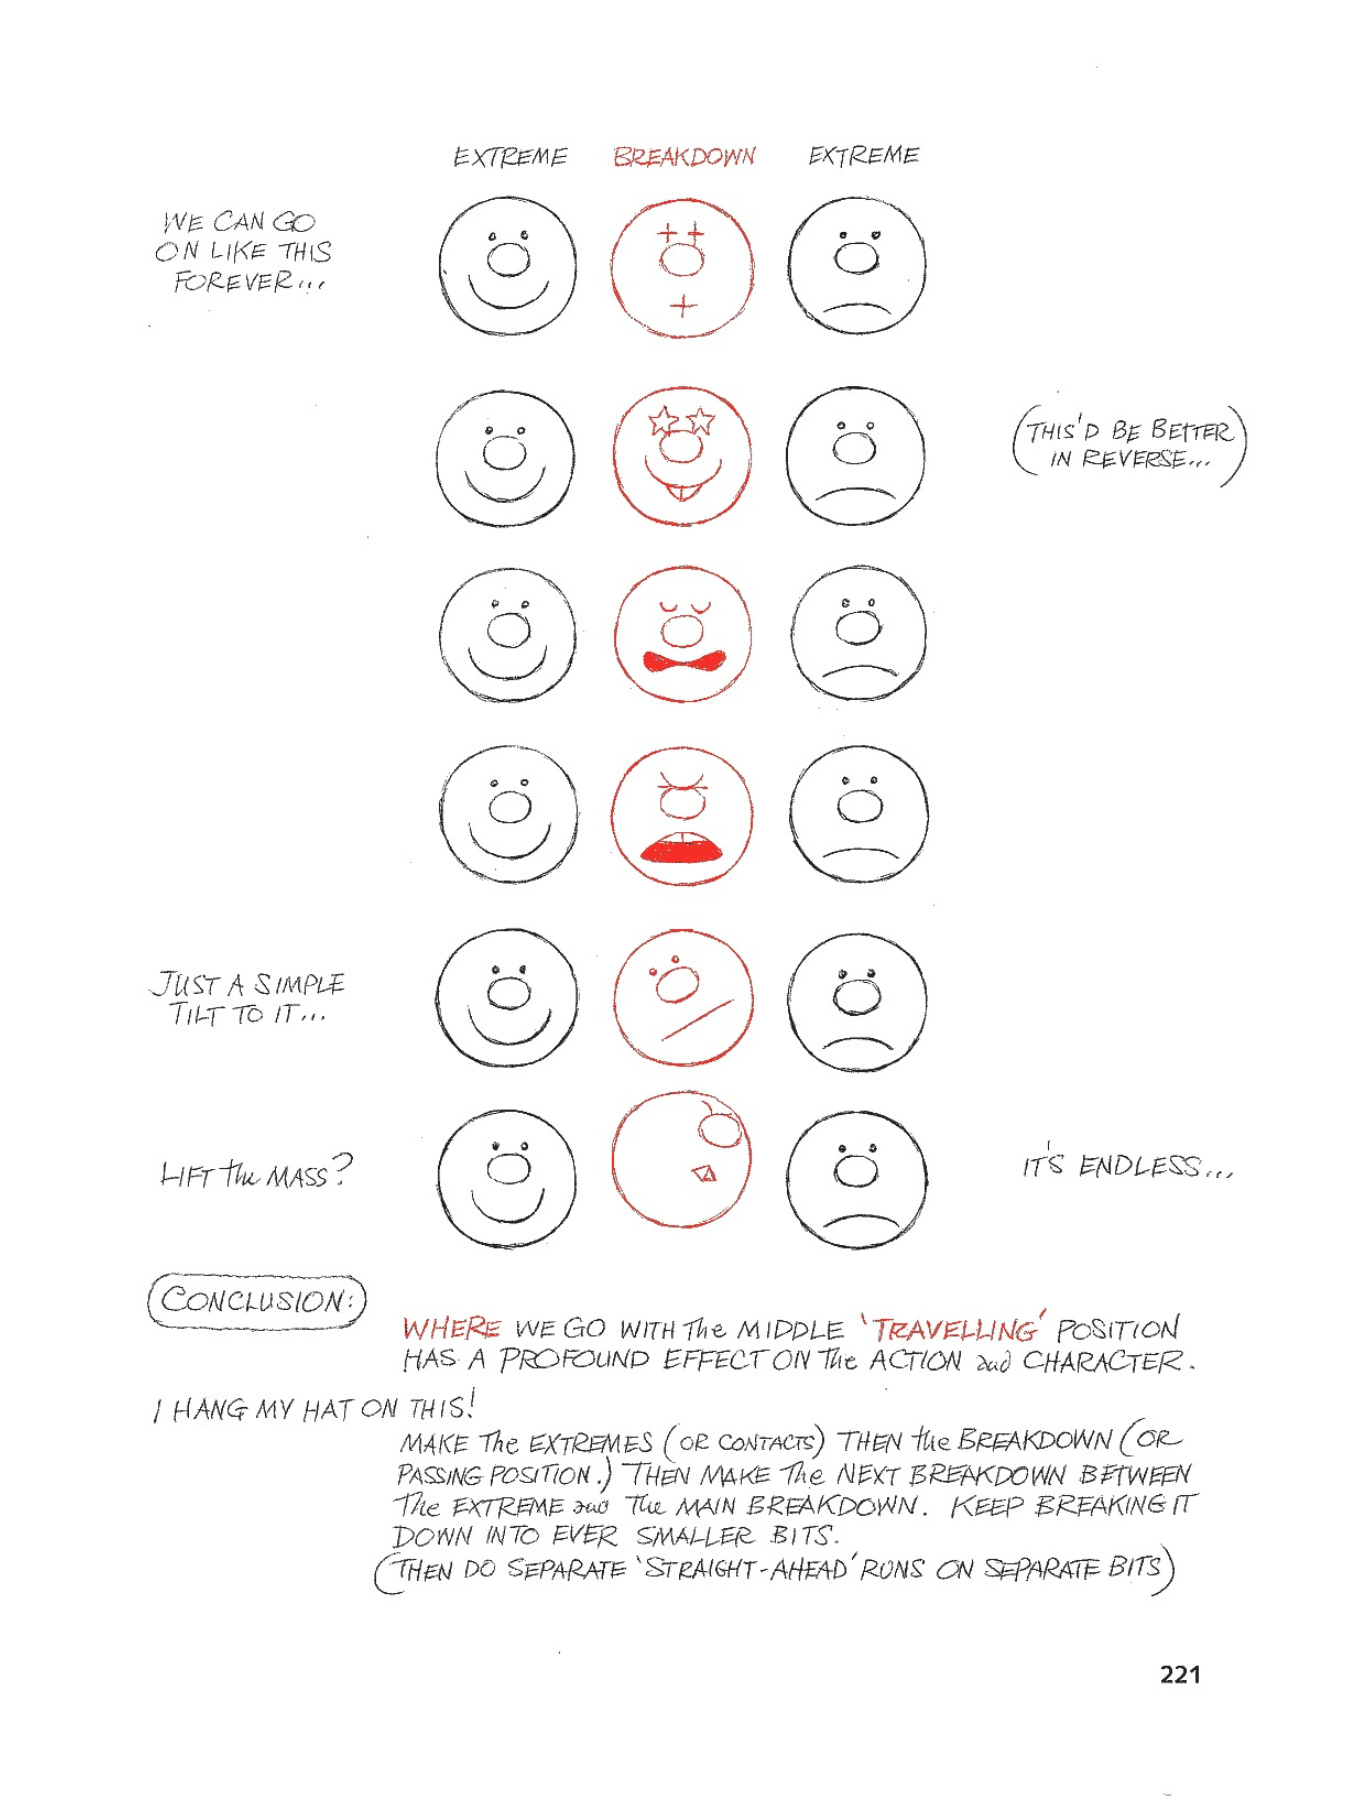 EXTREME BREAKDOWN EXTREME
WE CAN GO
ON LIKE THIS
FOREVER...
(THIS'D BE BETTER
IN REVERSE...)
JUST A SIMPLE
TILT TO IT...
LIFT The MASS?
IT'S ENDLESS...
CONCLUSION:
WHERE WE GO WITH The MIDDLE 'TRAVELLING' POSITION
HAS A PROFOUND EFFECT ON The ACTION and CHARACTER.
I HANG MY HAT ON THIS!
MAKE The EXTREMES (OR CONTACTS) THEN the BREAKDOWN (OR
PASSING POSITION.) THEN MAKE The NEXT BREAKDOWN BETWEEN
The EXTREME and The MAIN BREAKDOWN. KEEP BREAKING IT
DOWN INTO EVER SMALLER BITS.
(THEN DO SEPARATE 'STRAIGHT-AHEAD' RUNS ON SEPARATE BITS)
221